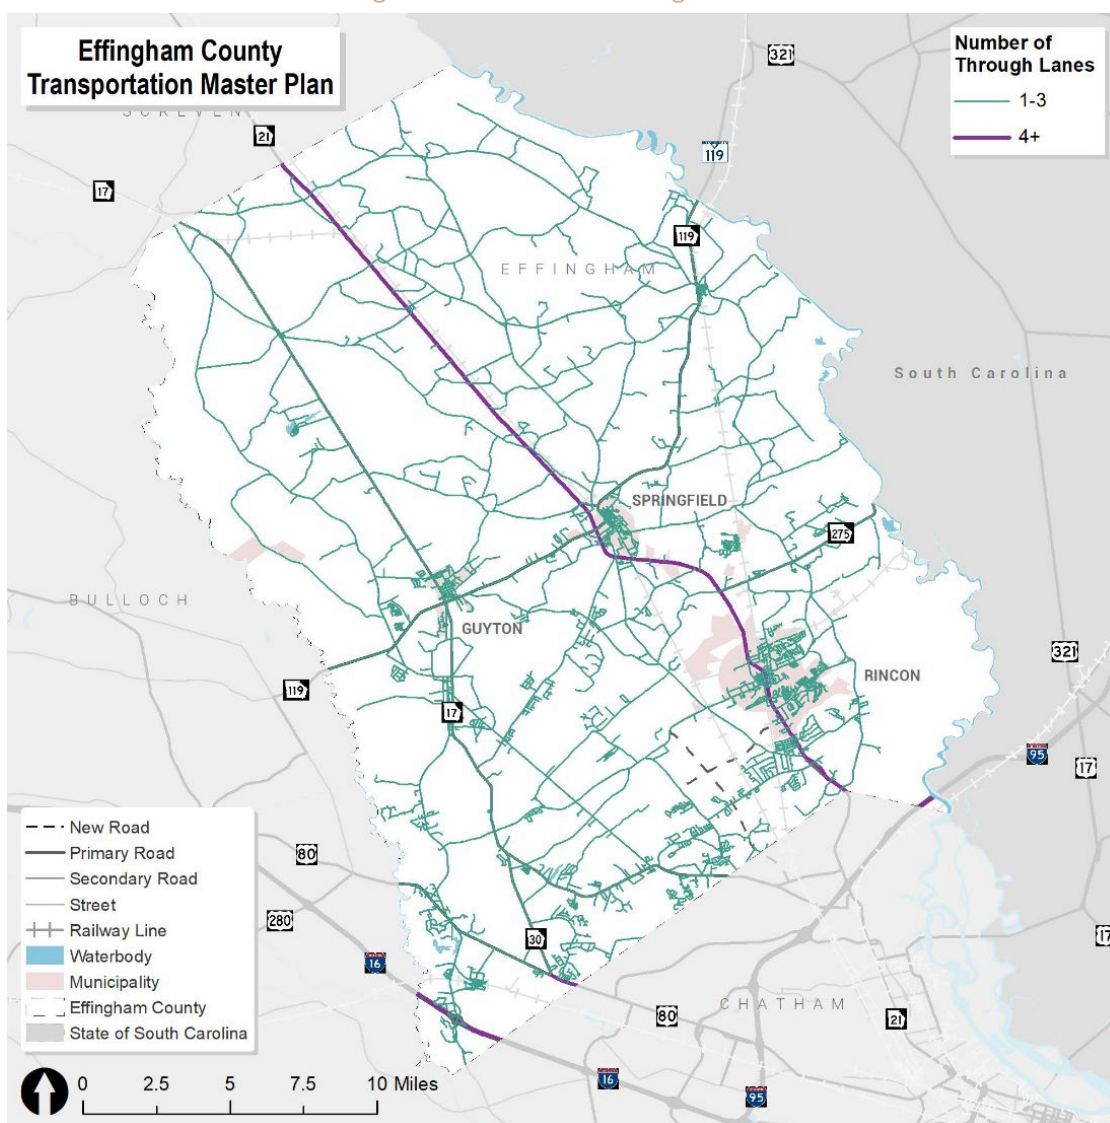 Effingham County
Transportation Master Plan
Number of
Through Lanes
1-3
4+
321
SCREVEN
21
119
17
119
EFFINGHAM
South Carolina
SPRINGFIELD
275
BULLOCH
GUYTON
321
RINCON
119
17
95
17
New Road
Primary Road
Secondary Road
Street
Railway Line
Waterbody
Municipality
Effingham County
State of South Carolina
80
280
30
17
16
CHATHAM
80
21
16
95
0 2.5 5 7.5 10 Miles